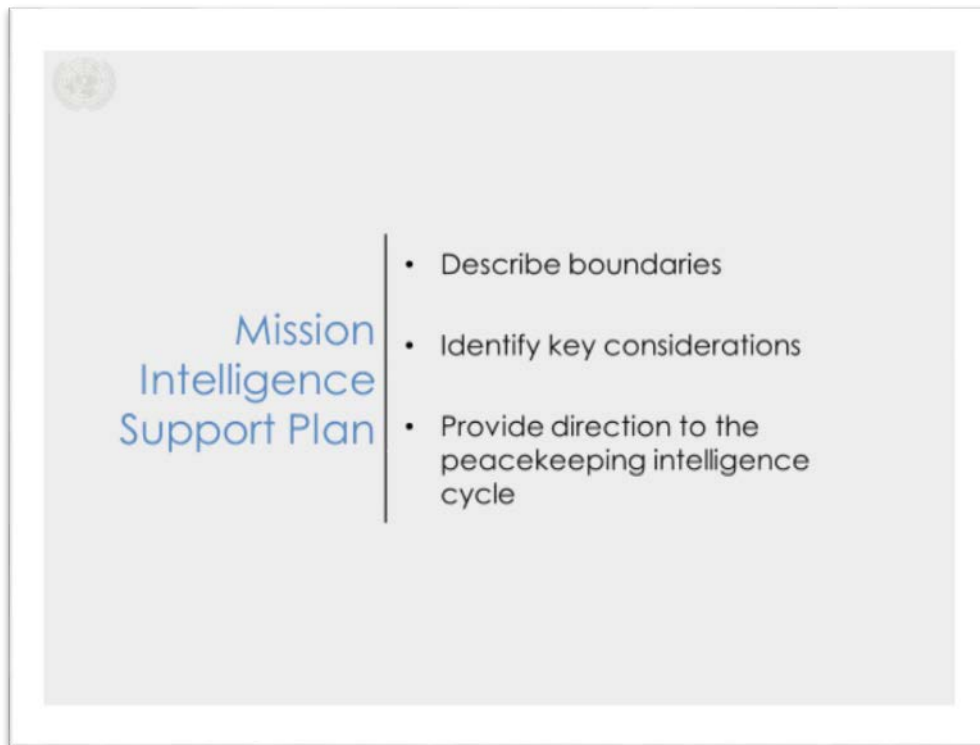 Mission
Intelligence
Support Plan
• Describe boundaries
• Identify key considerations
• Provide direction to the
peacekeeping intelligence
cycle